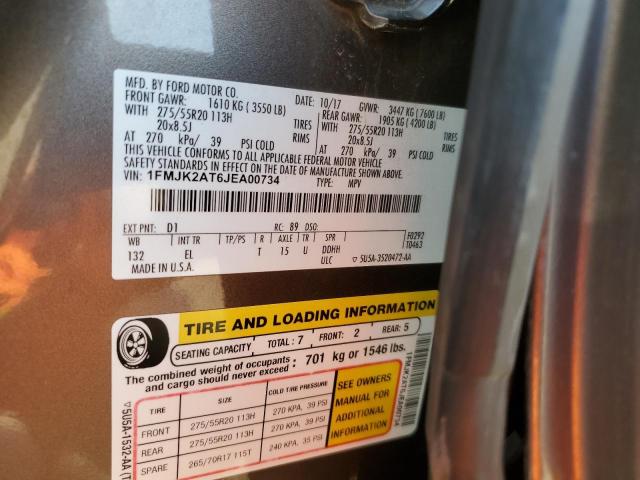 MFD. BY FORD MOTOR CO.
10/17 GVWR: 3447 KG (7600 LB)
FRONT GAWR: 1610 KG (3550 LB) REAR GAWR: 1905 KG (4200 LB)
WITH 275/55R20 113H TIRES WITH 275/55R20 113H TIRES
20x8.5J RIMS 20x8.5J RIMS
AT 270 kPa/ 39 PSI COLD AT 270 kPa/ 39 PSI COLD
THIS VEHICLE CONFORMS TO ALL APPLICABLE FEDERAL MOTOR VEHICLE
SAFETY STANDARDS IN EFFECT ON THE DATE OF MANUFACTURE SHOWN ABOVE.
VIN: 1FMJK2AT6JEA00734 TYPE: MPV
EXT PNT: D1 RC: 89 DSO: F0292
WB INT TR TP/PS R AXLE TR SPR T0463
132 EL T 15 U DDHH
MADE IN U.S.A. ULC 5U5A-3520472-AA
TIRE AND LOADING INFORMATION
SEATING CAPACITY TOTAL: 7 FRONT: 2 REAR: 5
The combined weight of occupants and cargo should never exceed: 701 kg or 1546 lbs.
TIRE SIZE COLD TIRE PRESSURE
FRONT 275/55R20 113H 270 KPA, 39 PSI
REAR 275/55R20 113H 270 KPA, 39 PSI
SPARE 265/70R17 115T 240 KPA, 35 PSI
SEE OWNERS
MANUAL FOR
ADDITIONAL
INFORMATION
5U5A-1532-AA (T
1FMJK2AT6JEA00734